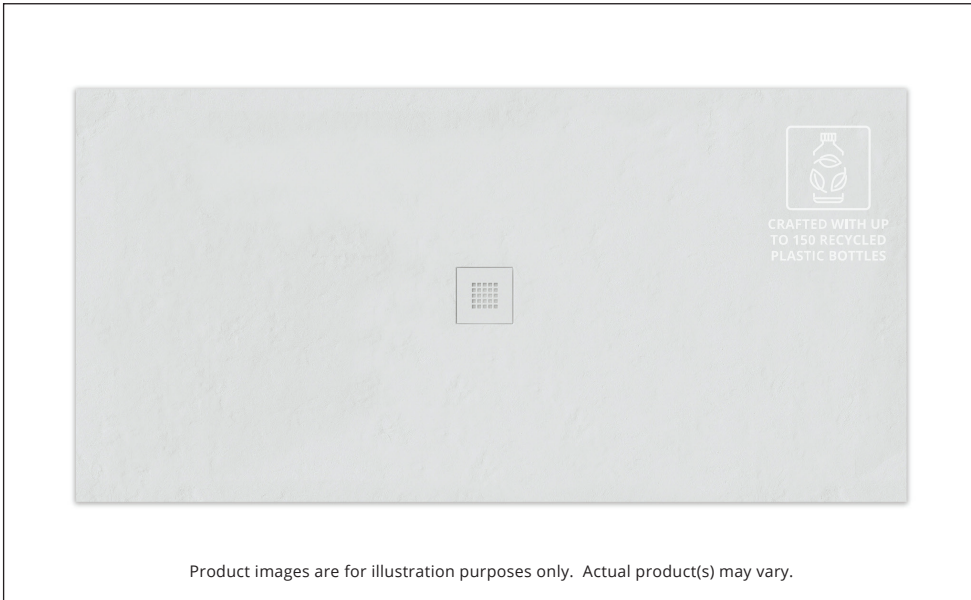 CRAFTED WITH UP
TO 150 RECYCLED
PLASTIC BOTTLES
Product images are for illustration purposes only.  Actual product(s) may vary.